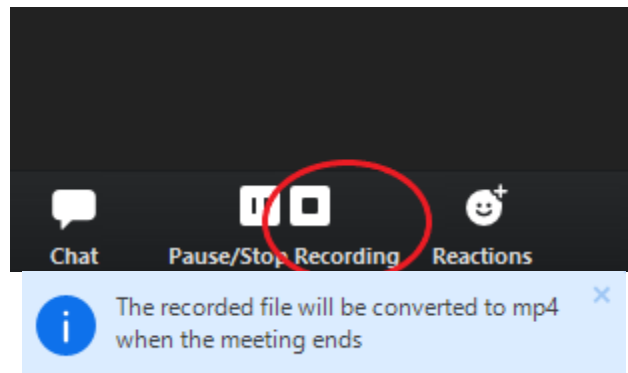 Chat Pause/Stop Recording Reactions
The recorded file will be converted to mp4
when the meeting ends